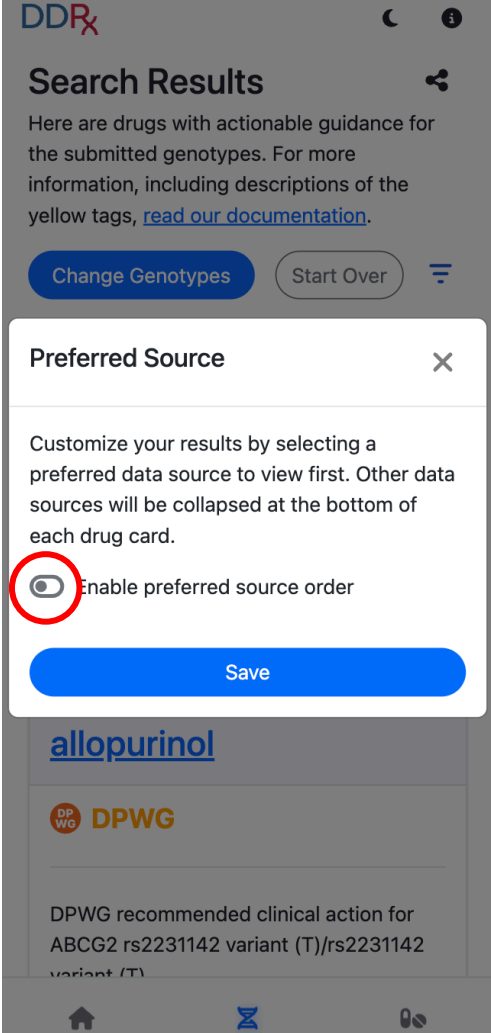 DDRx
Search Results
Here are drugs with actionable guidance for
the submitted genotypes. For more
information, including descriptions of the
yellow tags, read our documentation.
Change Genotypes
Start Over
Preferred Source
Customize your results by selecting a
preferred data source to view first. Other data
sources will be collapsed at the bottom of
each drug card.
Enable preferred source order
Save
allopurinol
DP
WG
DPWG
DPWG recommended clinical action for
ABCG2 rs2231142 variant (T)/rs2231142
variant (T)